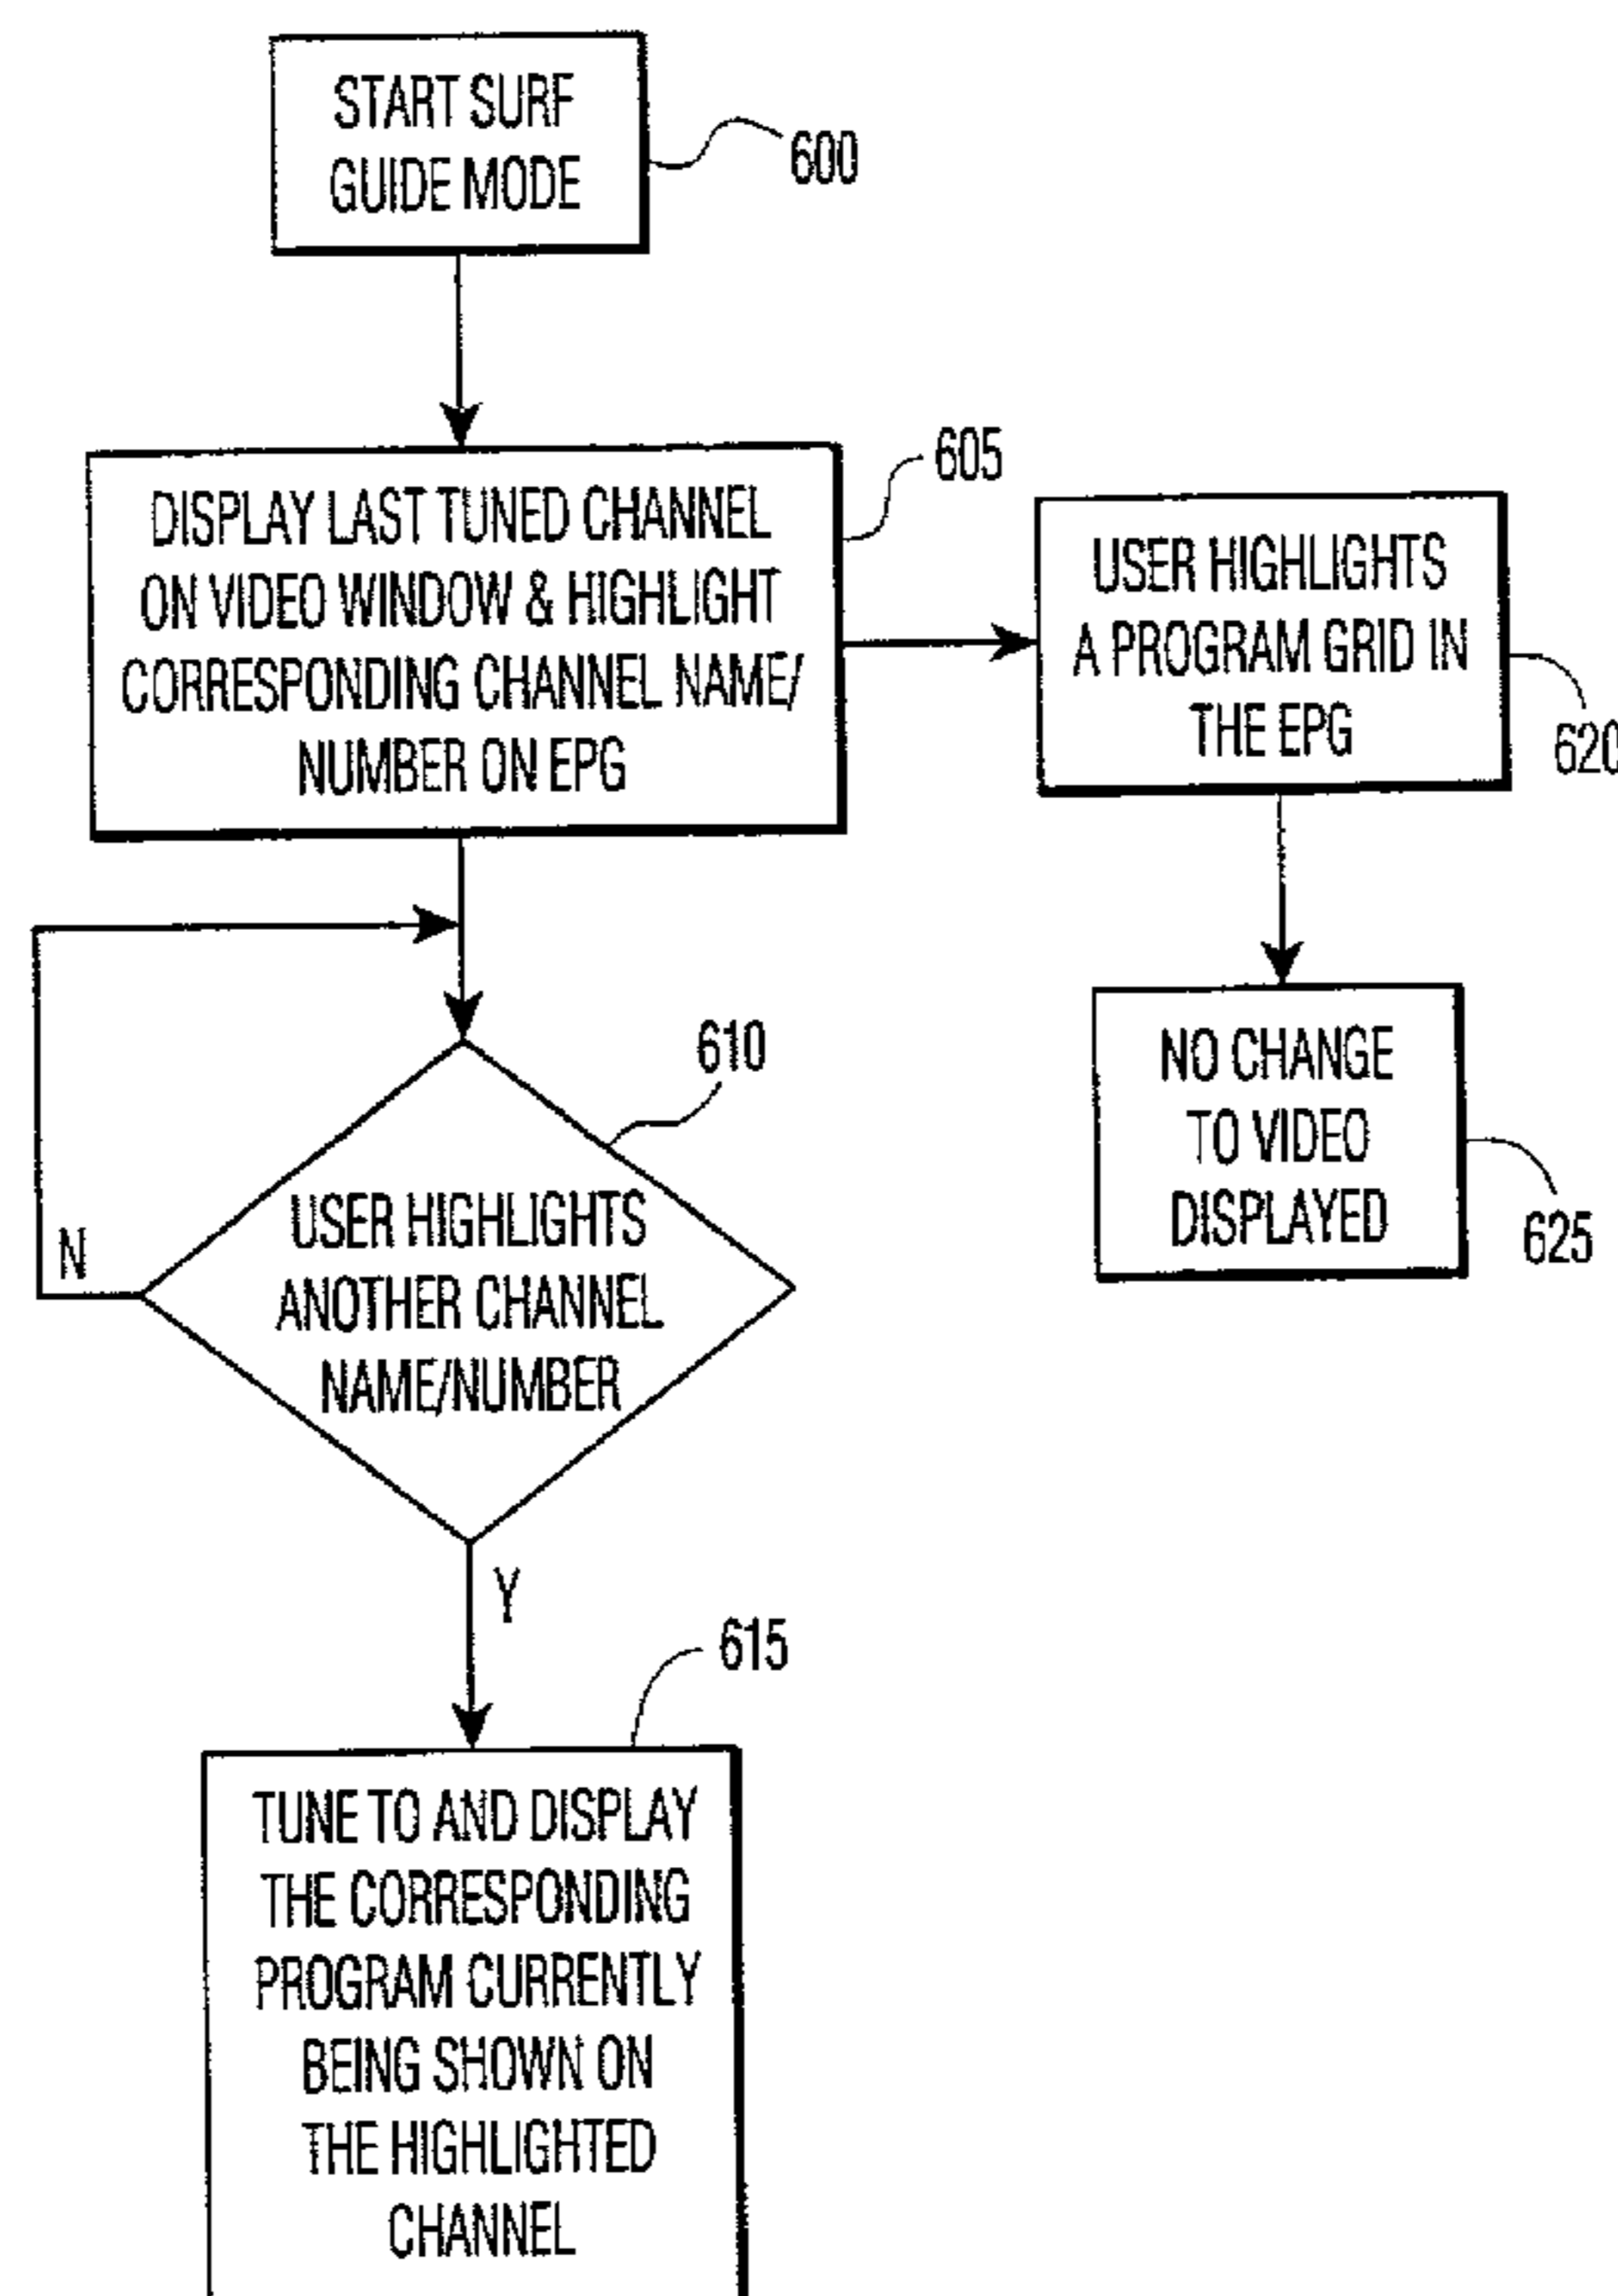 START SURF
GUIDE MODE
600
DISPLAY LAST TUNED CHANNEL
ON VIDEO WINDOW & HIGHLIGHT
CORRESPONDING CHANNEL NAME/
NUMBER ON EPG
605
USER HIGHLIGHTS
A PROGRAM GRID IN
THE EPG
620
NO CHANGE
TO VIDEO
DISPLAYED
625
610
USER HIGHLIGHTS
ANOTHER CHANNEL
NAME/NUMBER
N
Y
615
TUNE TO AND DISPLAY
THE CORRESPONDING
PROGRAM CURRENTLY
BEING SHOWN ON
THE HIGHLIGHTED
CHANNEL